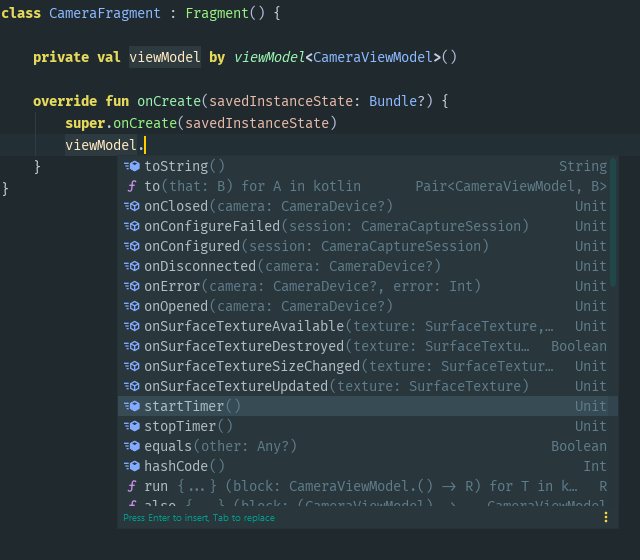 class CameraFragment : Fragment() {
private val viewModel by viewModel<CameraViewModel>()
override fun onCreate(savedInstanceState: Bundle?) {
super.onCreate(savedInstanceState)
viewModel.
}
}
toString() String
to(that: B) for A in kotlin Pair<CameraViewModel, B>
onClosed(camera: CameraDevice?) Unit
onConfigureFailed(session: CameraCaptureSession) Unit
onConfigured(session: CameraCaptureSession) Unit
onDisconnected(camera: CameraDevice?) Unit
onError(camera: CameraDevice?, error: Int) Unit
onOpened(camera: CameraDevice?) Unit
onSurfaceTextureAvailable(texture: SurfaceTexture,… Unit
onSurfaceTextureDestroyed(texture: SurfaceTextu… Boolean
onSurfaceTextureSizeChanged(texture: SurfaceTextur… Unit
onSurfaceTextureUpdated(texture: SurfaceTexture) Unit
startTimer() Unit
stopTimer() Unit
equals(other: Any?) Boolean
hashCode() Int
run {...} (block: CameraViewModel.() -> R) for T in k… R
also {...} (block: (CameraViewModel) -> CameraViewModel
Press Enter to insert, Tab to replace